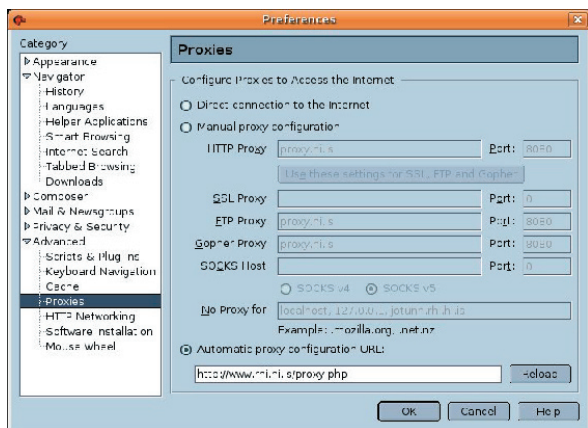 Preferences
Category
Appearance
Navigator
History
Languages
Helper Applications
Smart Browsing
Internet Search
Tabbed Browsing
Downloads
Composer
Mail & Newsgroups
Privacy & Security
Advanced
Scripts & Plugins
Keyboard Navigation
Cache
Proxies
HTTP Networking
Software Installation
Mouse wheel
Proxies
Configure Proxies to Access the Internet
Direct connection to the Internet
Manual proxy configuration
HTTP Proxy Port: 8080
Use these settings for SSL, FTP and Gopher
SSL Proxy Port: 0
FTP Proxy Port: 8080
Gopher Proxy Port: 8080
SOCKS Host Port: 0
SOCKS v4 SOCKS v5
No Proxy for localhost,
Example: .mozilla.org, .net.nz
Automatic proxy configuration URL:
Reload
OK Cancel Help